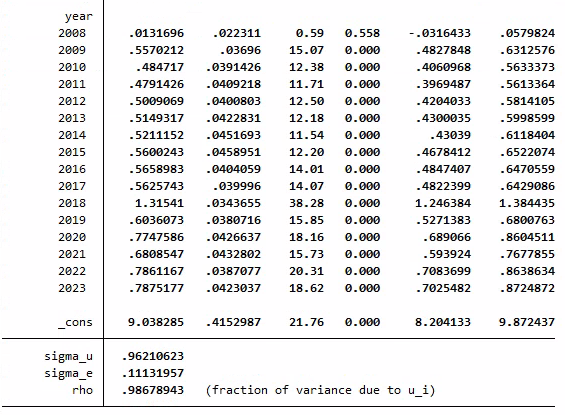 year
2008 .0131696 .022311 0.59 0.558 -.0316433 .0579824
2009 .5570212 .03696 15.07 0.000 .4827848 .6312576
2010 .484717 .0391426 12.38 0.000 .4060968 .5633373
2011 .4791426 .0409218 11.71 0.000 .3969487 .5613364
2012 .5009069 .0400803 12.50 0.000 .4204033 .5814105
2013 .5149317 .0422831 12.18 0.000 .4300035 .5998599
2014 .5211152 .0451693 11.54 0.000 .43039 .6118404
2015 .5600243 .0458951 12.20 0.000 .4678412 .6522074
2016 .5658983 .0404059 14.01 0.000 .4847407 .6470559
2017 .5625743 .039996 14.07 0.000 .4822399 .6429086
2018 1.31541 .0343655 38.28 0.000 1.246384 1.384435
2019 .6036073 .0380716 15.85 0.000 .5271383 .6800763
2020 .7747586 .0426637 18.16 0.000 .689066 .8604511
2021 .6808547 .0432802 15.73 0.000 .593924 .7677855
2022 .7861167 .0387077 20.31 0.000 .7083699 .8638634
2023 .7875177 .0423037 18.62 0.000 .7025482 .8724872
_cons 9.038285 .4152987 21.76 0.000 8.204133 9.872437
sigma_u .96210623
sigma_e .11131957
rho .98678943 (fraction of variance due to u_i)